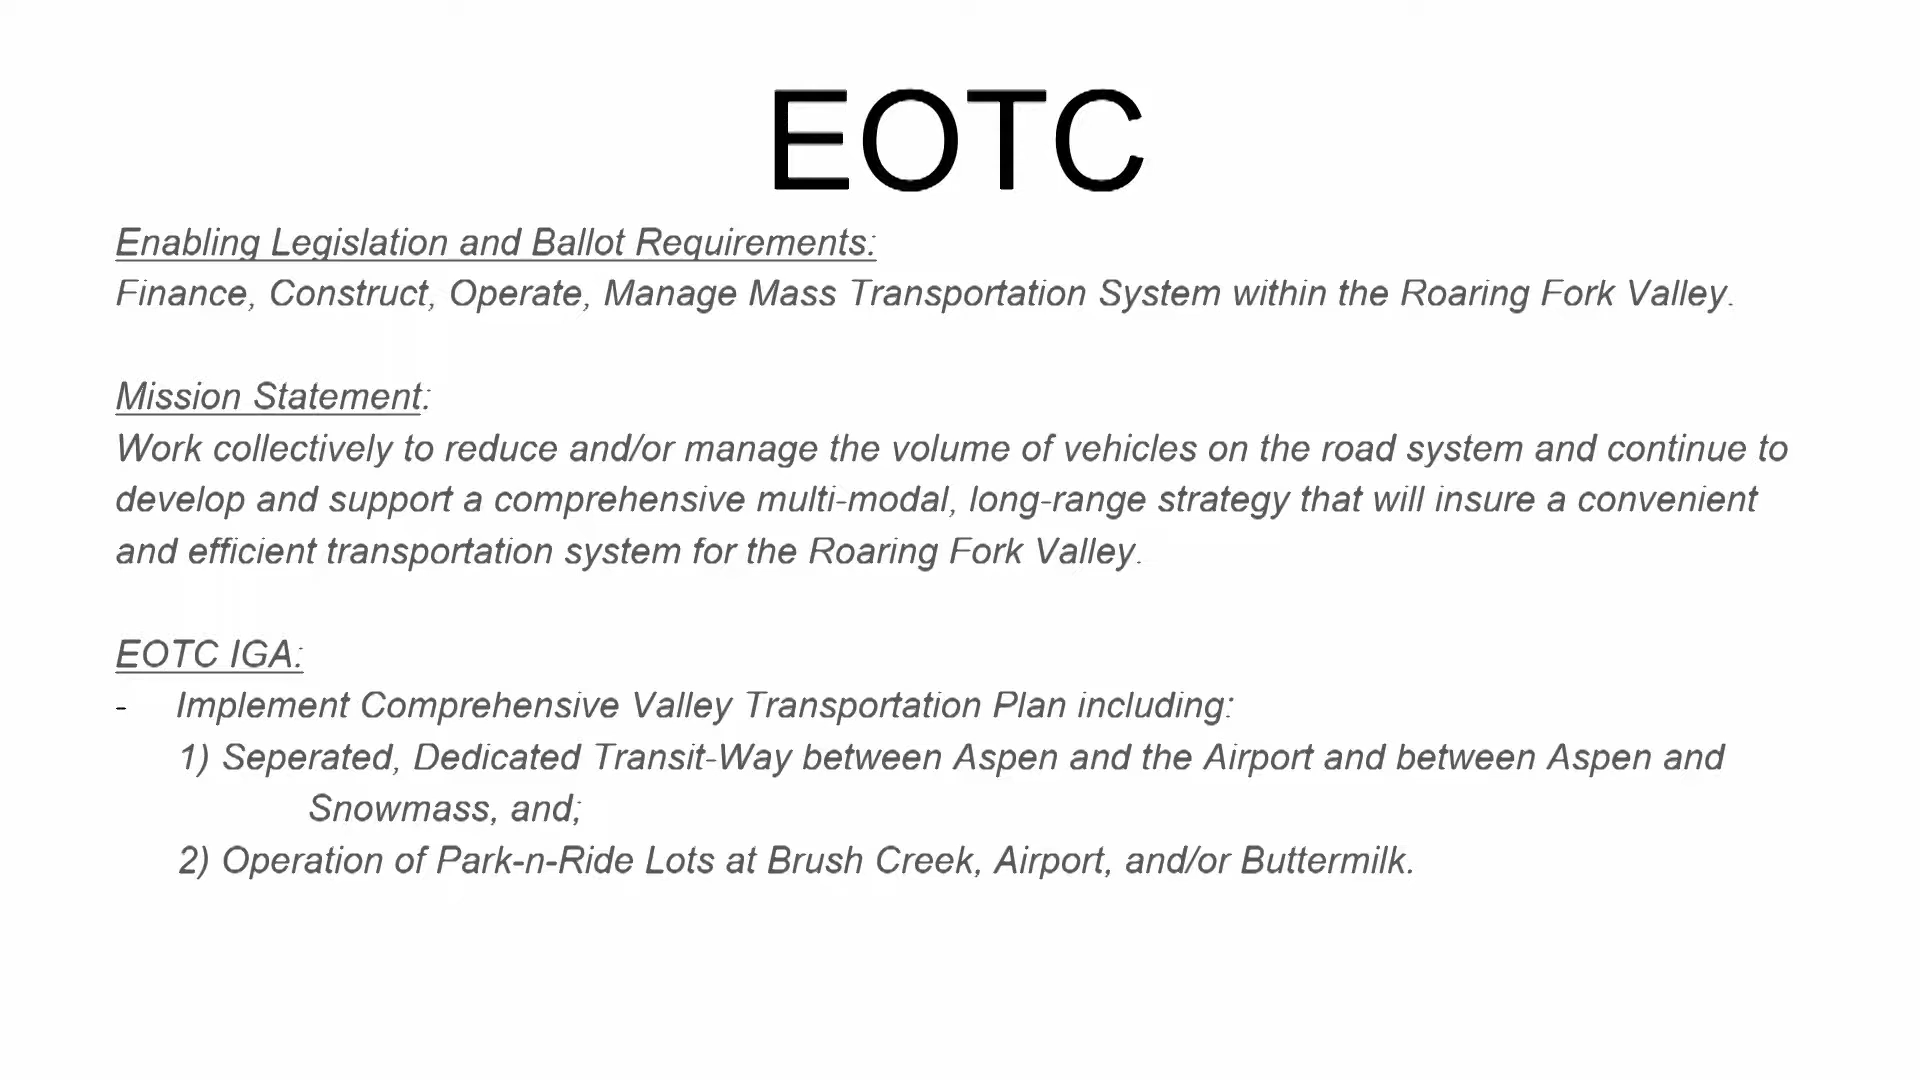 EOTC
Enabling Legislation and Ballot Requirements:
Finance, Construct, Operate, Manage Mass Transportation System within the Roaring Fork Valley.
Mission Statement:
Work collectively to reduce and/or manage the volume of vehicles on the road system and continue to
develop and support a comprehensive multi-modal, long-range strategy that will insure a convenient
and efficient transportation system for the Roaring Fork Valley.
EOTC IGA:
- Implement Comprehensive Valley Transportation Plan including:
1) Seperated, Dedicated Transit-Way between Aspen and the Airport and between Aspen and
Snowmass, and;
2) Operation of Park-n-Ride Lots at Brush Creek, Airport, and/or Buttermilk.